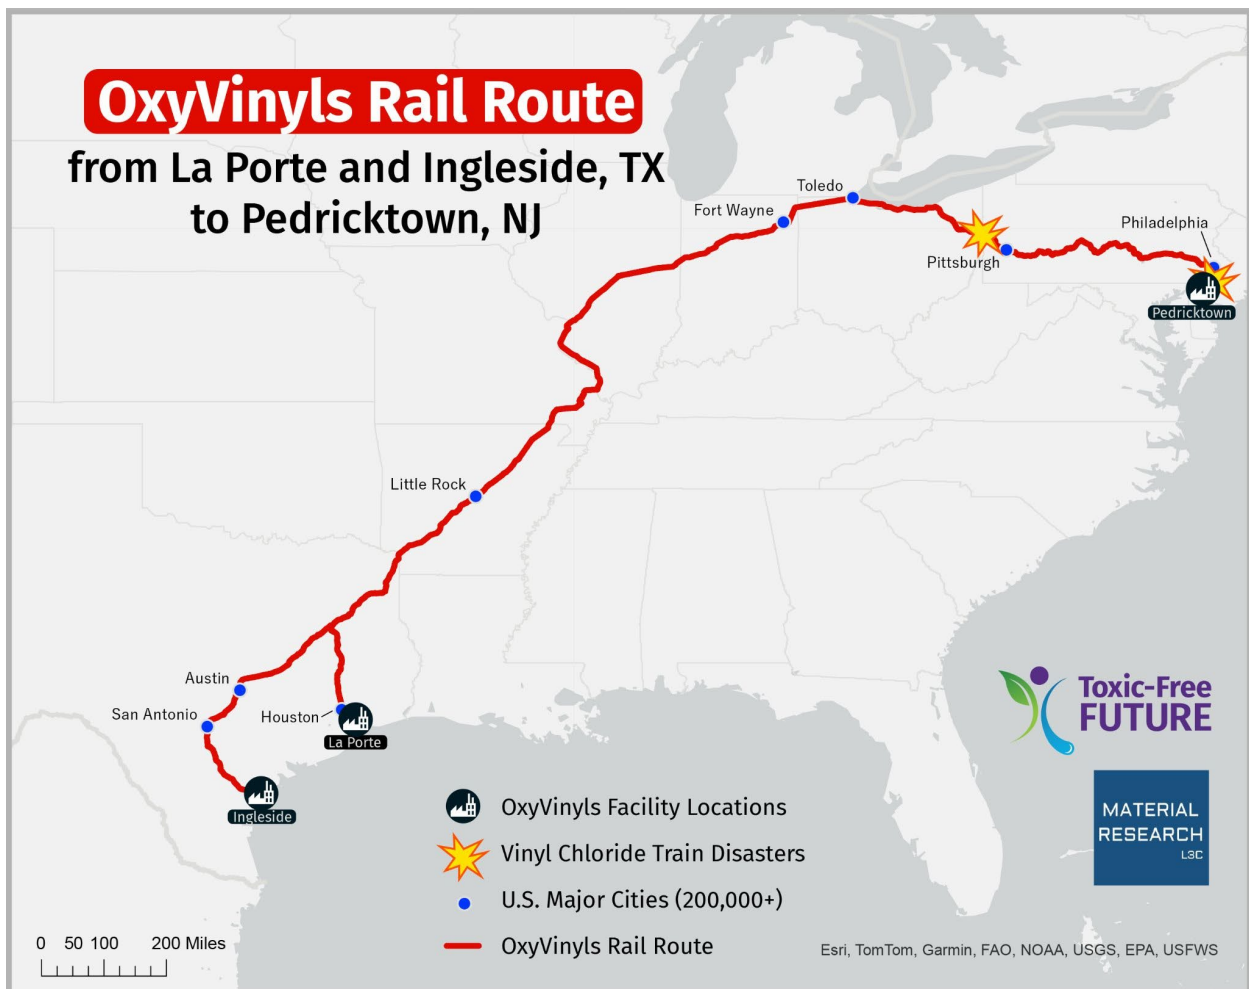 OxyVinyls Rail Route
from La Porte and Ingleside, TX
to Pedricktown, NJ
Toledo
Fort Wayne
Philadelphia
Pittsburgh
Pedricktown
Little Rock
Austin
San Antonio
Houston
La Porte
Ingleside
Toxic-Free
FUTURE
MATERIAL
RESEARCH
L3C
OxyVinyls Facility Locations
Vinyl Chloride Train Disasters
U.S. Major Cities (200,000+)
OxyVinyls Rail Route
0 50 100 200 Miles
Esri, TomTom, Garmin, FAO, NOAA, USGS, EPA, USFWS